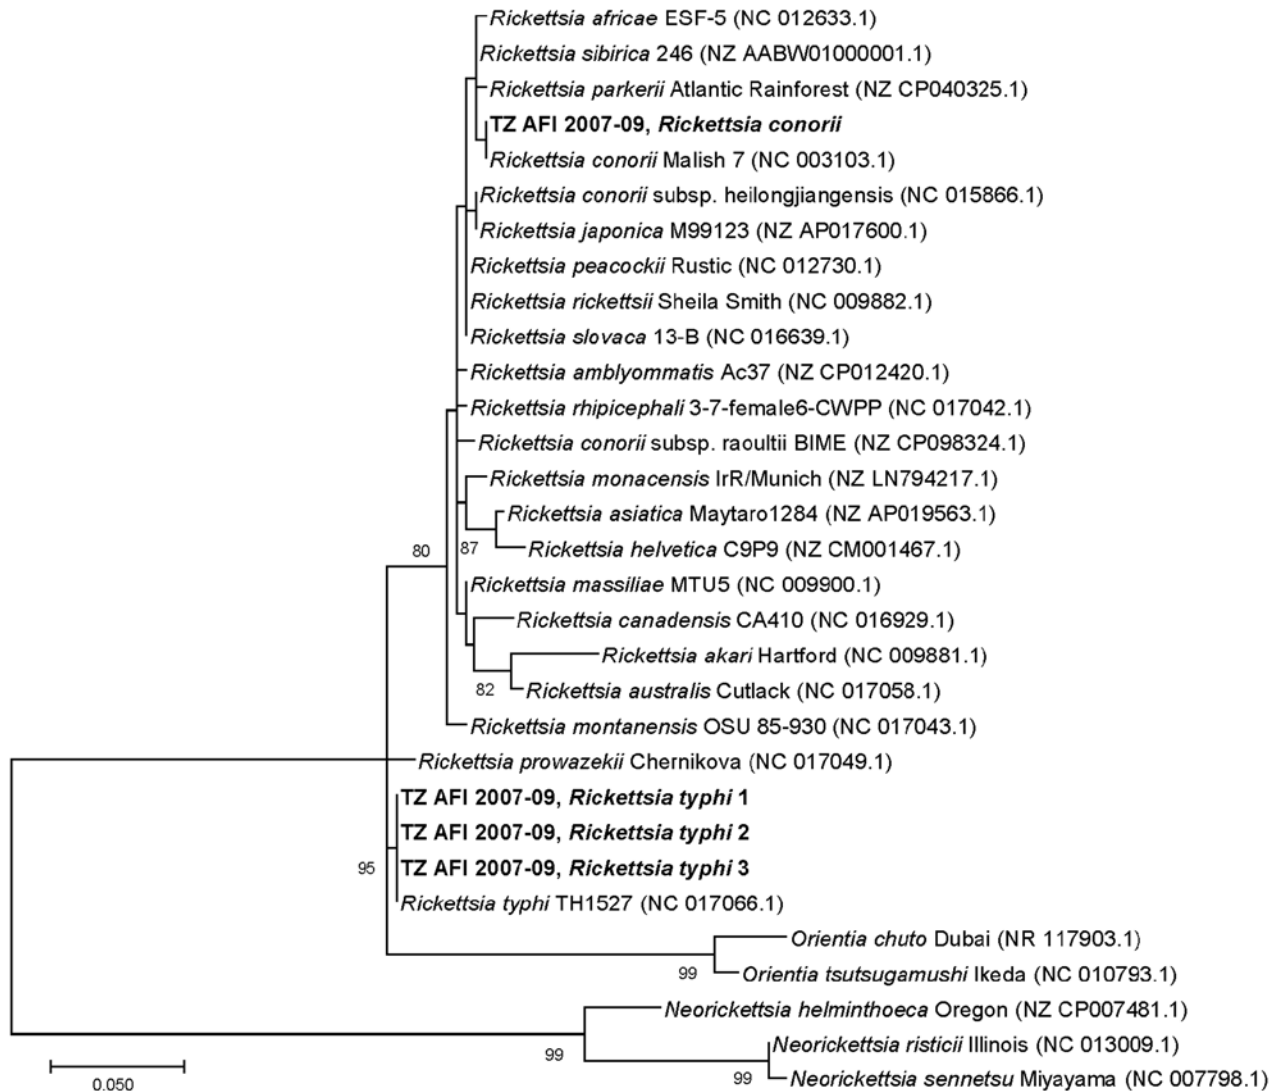 Rickettsia africae ESF-5 (NC 012633.1)
Rickettsia sibirica 246 (NZ AABW01000001.1)
Rickettsia parkerii Atlantic Rainforest (NZ CP040325.1)
TZ AFI 2007-09, Rickettsia conorii
Rickettsia conorii Malish 7 (NC 003103.1)
Rickettsia conorii subsp. heilongjiangensis (NC 015866.1)
Rickettsia japonica M99123 (NZ AP017600.1)
Rickettsia peacockii Rustic (NC 012730.1)
Rickettsia rickettsii Sheila Smith (NC 009882.1)
Rickettsia slovaca 13-B (NC 016639.1)
Rickettsia amblyommatis Ac37 (NZ CP012420.1)
Rickettsia rhipicephali 3-7-female6-CWPP (NC 017042.1)
Rickettsia conorii subsp. raoultii BIME (NZ CP098324.1)
Rickettsia monacensis IrR/Munich (NZ LN794217.1)
Rickettsia asiatica Maytaro1284 (NZ AP019563.1)
80
87
Rickettsia helvetica C9P9 (NZ CM001467.1)
Rickettsia massiliae MTU5 (NC 009900.1)
Rickettsia canadensis CA410 (NC 016929.1)
Rickettsia akari Hartford (NC 009881.1)
82
Rickettsia australis Cutlack (NC 017058.1)
Rickettsia montanensis OSU 85-930 (NC 017043.1)
Rickettsia prowazekii Chernikova (NC 017049.1)
TZ AFI 2007-09, Rickettsia typhi 1
TZ AFI 2007-09, Rickettsia typhi 2
95
TZ AFI 2007-09, Rickettsia typhi 3
Rickettsia typhi TH1527 (NC 017066.1)
Orientia chuto Dubai (NR 117903.1)
99
Orientia tsutsugamushi Ikeda (NC 010793.1)
Neorickettsia helminthoeca Oregon (NZ CP007481.1)
99
Neorickettsia risticii Illinois (NC 013009.1)
99
Neorickettsia sennetsu Miyayama (NC 007798.1)
0.050